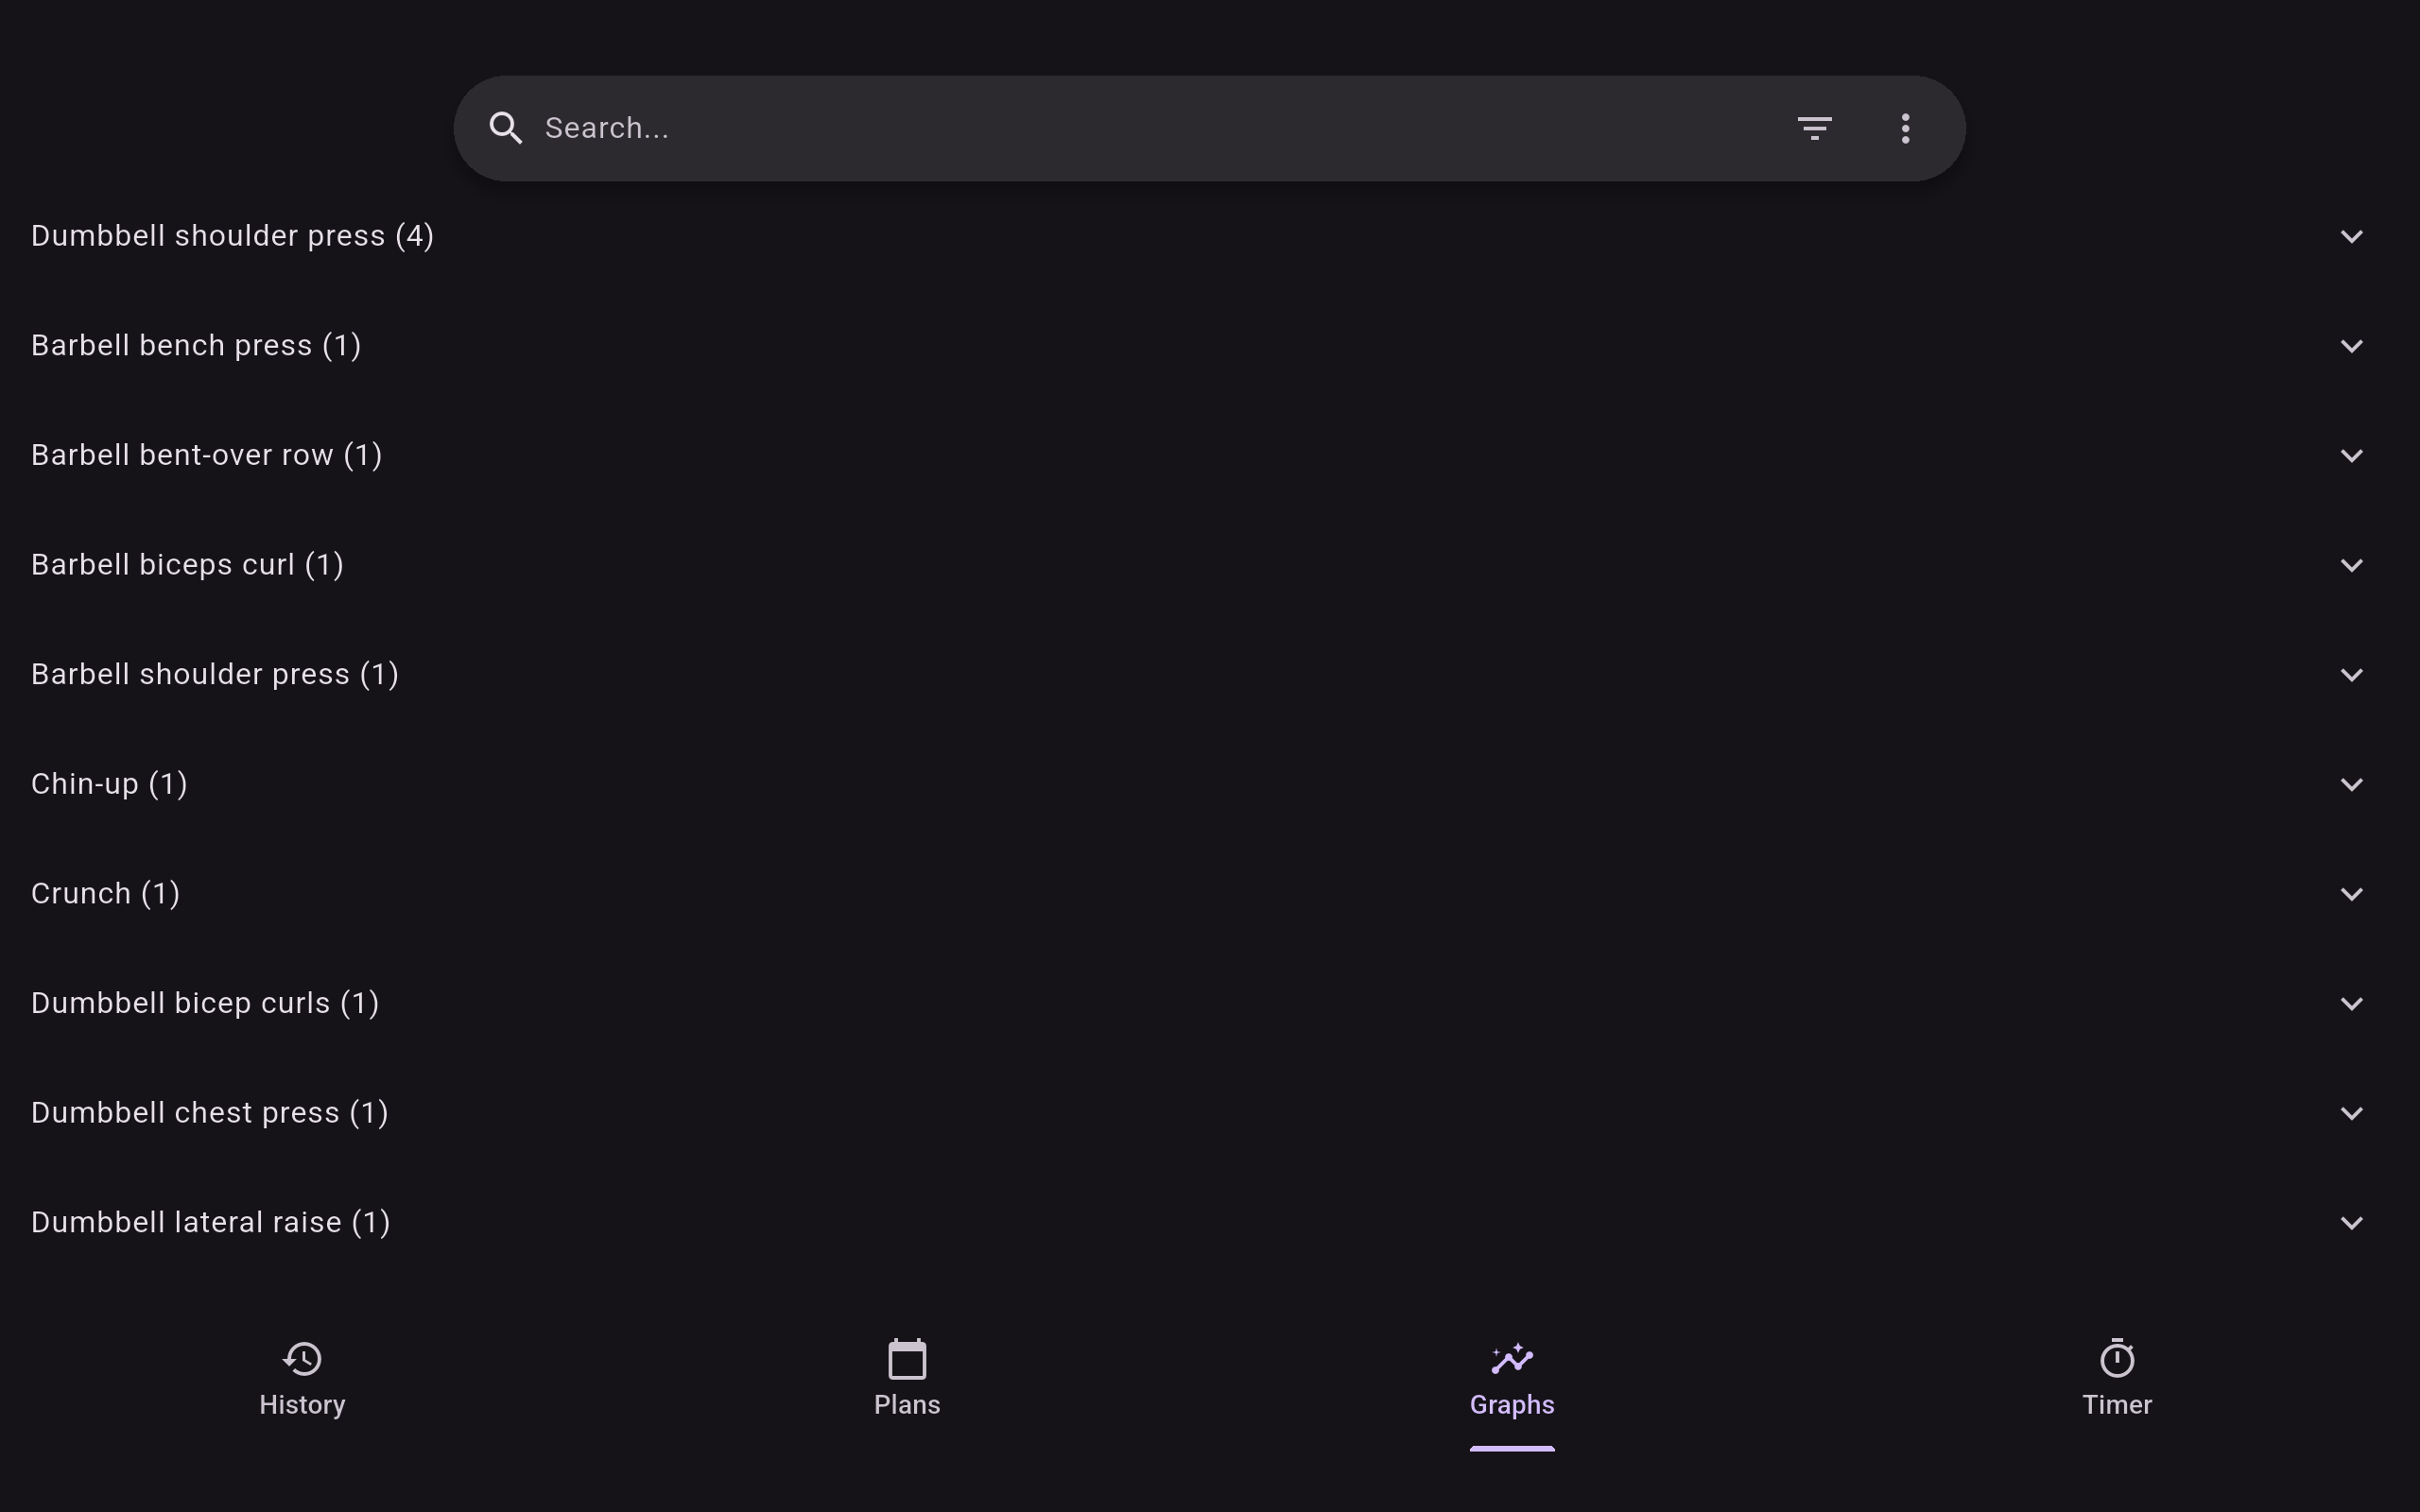 Search...
Dumbbell shoulder press (4)
Barbell bench press (1)
Barbell bent-over row (1)
Barbell biceps curl (1)
Barbell shoulder press (1)
Chin-up (1)
Crunch (1)
Dumbbell bicep curls (1)
Dumbbell chest press (1)
Dumbbell lateral raise (1)
History
Plans
Graphs
Timer